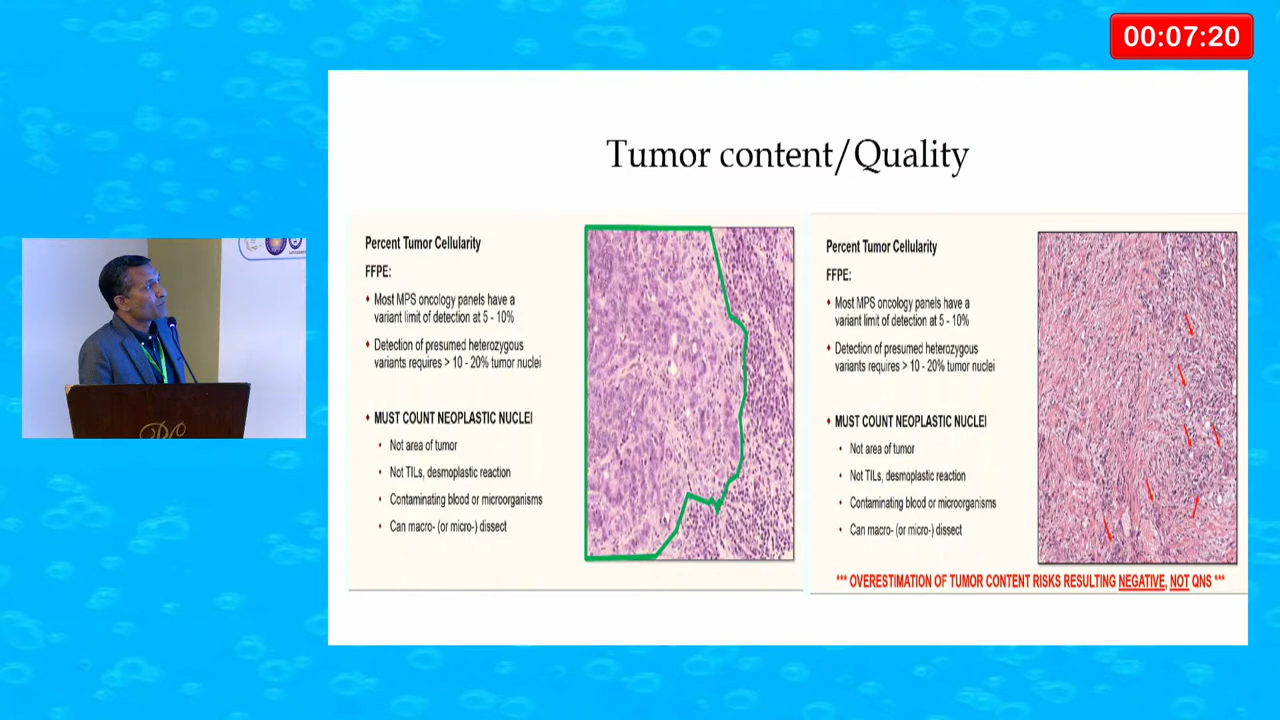 00:07:20
Tumor content/Quality
Percent Tumor Cellularity
FFPE:
Most MPS oncology panels have a
variant limit of detection at 5 - 10%
Detection of presumed heterozygous
variants requires > 10 - 20% tumor nuclei
MUST COUNT NEOPLASTIC NUCLEI
Not area of tumor
Not TILs, desmoplastic reaction
Contaminating blood or microorganisms
Can macro- (or micro-) dissect
Percent Tumor Cellularity
FFPE:
Most MPS oncology panels have a
variant limit of detection at 5 - 10%
Detection of presumed heterozygous
variants requires > 10 - 20% tumor nuclei
MUST COUNT NEOPLASTIC NUCLEI
Not area of tumor
Not TILs, desmoplastic reaction
Contaminating blood or microorganisms
Can macro- (or micro-) dissect
*** OVERESTIMATION OF TUMOR CONTENT RISKS RESULTING NEGATIVE, NOT QNS ***